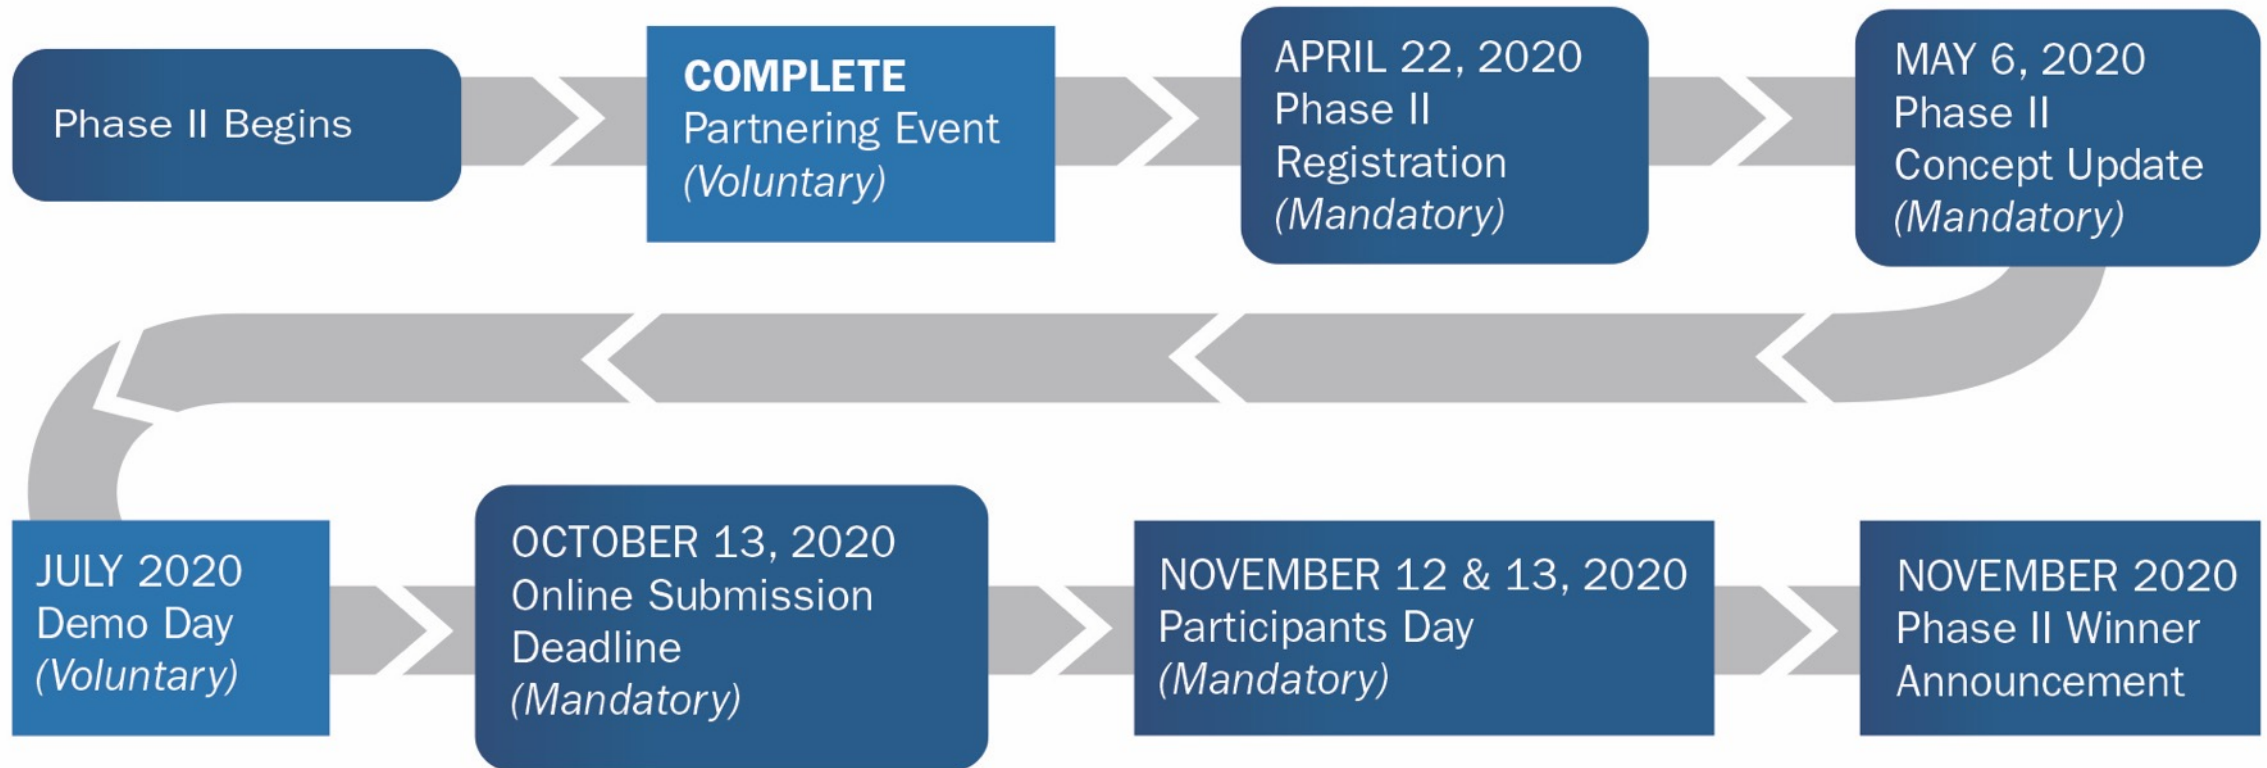 Phase II Begins
COMPLETE
Partnering Event
(Voluntary)
APRIL 22, 2020
Phase II
Registration
(Mandatory)
MAY 6, 2020
Phase II
Concept Update
(Mandatory)
JULY 2020
Demo Day
(Voluntary)
OCTOBER 13, 2020
Online Submission
Deadline
(Mandatory)
NOVEMBER 12 & 13, 2020
Participants Day
(Mandatory)
NOVEMBER 2020
Phase II Winner
Announcement